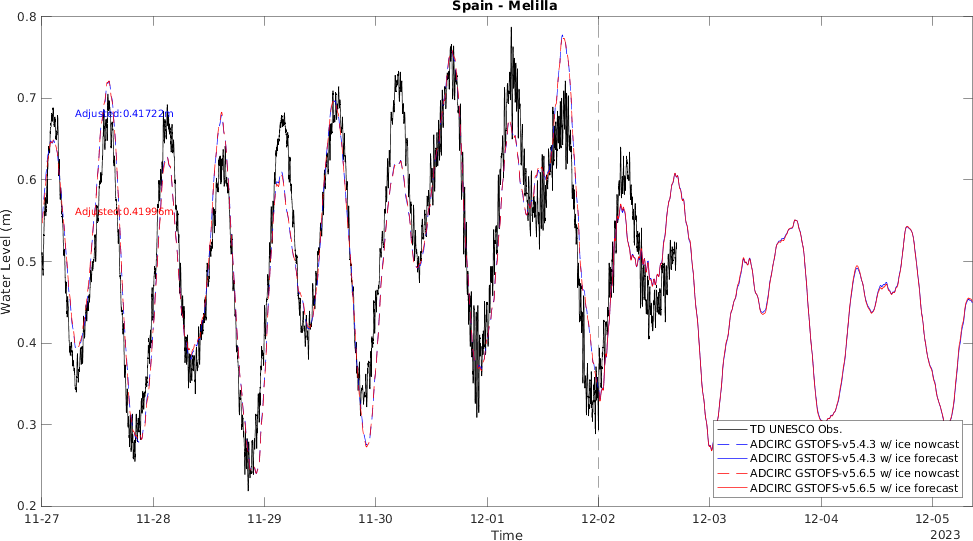 Spain - Melilla
0.8
0.7
0.6
0.5
0.4
0.3
0.2
Water Level (m)
Adjusted:0.41722m
Adjusted:0.41996m
TD UNESCO Obs.
ADCIRC GSTOFS-v5.4.3 w/ ice nowcast
ADCIRC GSTOFS-v5.4.3 w/ ice forecast
ADCIRC GSTOFS-v5.6.5 w/ ice nowcast
ADCIRC GSTOFS-v5.6.5 w/ ice forecast
11-27 11-28 11-29 11-30 12-01 12-02 12-03 12-04 12-05
Time
2023